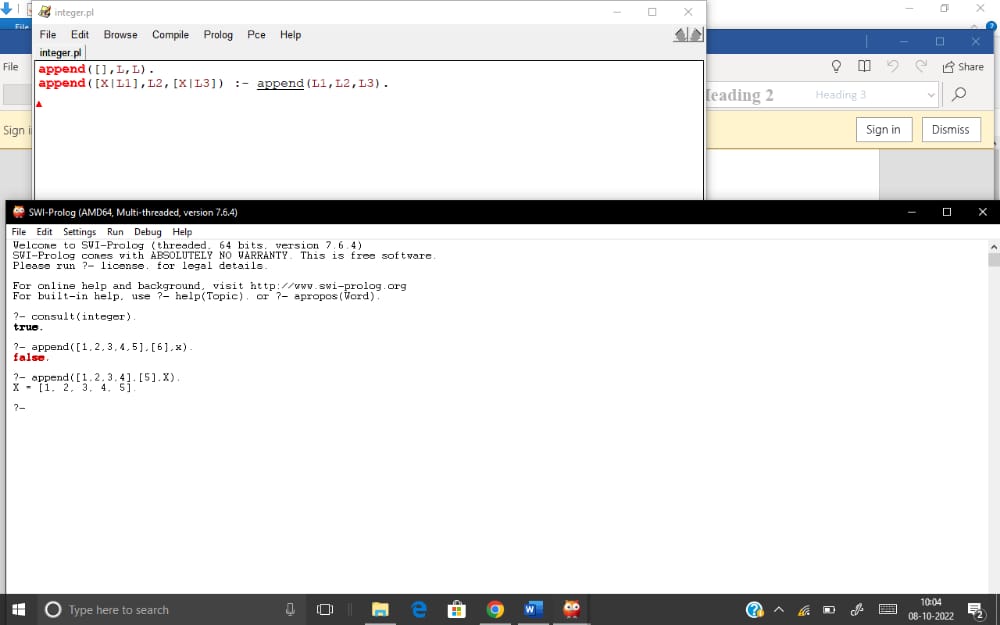 File
integer.pl
File Edit Browse Compile Prolog Pce Help
integer.pl
File
Share
append([],L,L).
append([X|L1],L2,[X|L3]) :- append(L1,L2,L3).
Heading 2 Heading 3
Sign i
Sign in Dismiss
SWI-Prolog (AMD64, Multi-threaded, version 7.6.4)
File Edit Settings Run Debug Help
Welcome to SWI-Prolog (threaded, 64 bits, version 7.6.4)
SWI-Prolog comes with ABSOLUTELY NO WARRANTY. This is free software.
Please run ?- license. for legal details.
For online help and background, visit http://www.swi-prolog.org
For built-in help, use ?- help(Topic). or ?- apropos(Word).
?- consult(integer).
true.
?- append([1,2,3,4,5],[6],x).
false.
?- append([1,2,3,4],[5],X).
X = [1, 2, 3, 4, 5].
?-
Type here to search
10:04
08-10-2022
2